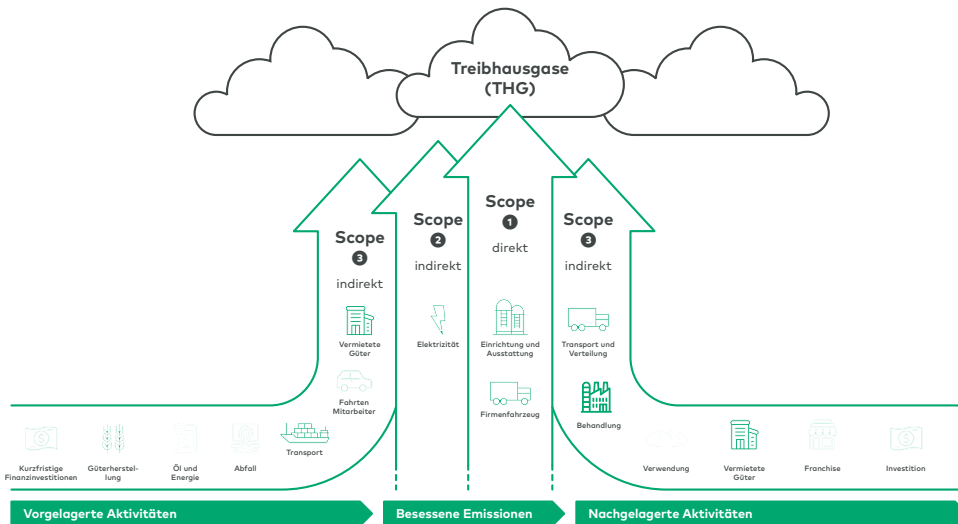 Treibhausgase
(THG)
Scope
3
indirekt
Scope
2
indirekt
Scope
1
direkt
Scope
3
indirekt
Vermietete
Güter
Elektrizität
Einrichtung und
Ausstattung
Transport und
Verteilung
Fahrten
Mitarbeiter
Firmenfahrzeug
Behandlung
Transport
Kurzfristige
Finanzinvestitionen
Güterherstel-
lung
Öl und
Energie
Abfall
Verwendung
Vermietete
Güter
Franchise
Investition
Vorgelagerte Aktivitäten
Besessene Emissionen
Nachgelagerte Aktivitäten